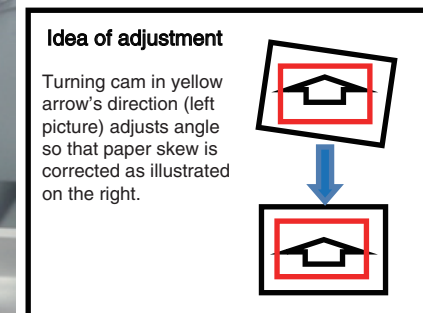 Idea of adjustment
Turning cam in yellow
arrow's direction (left
picture) adjusts angle
so that paper skew is
corrected as illustrated
on the right.